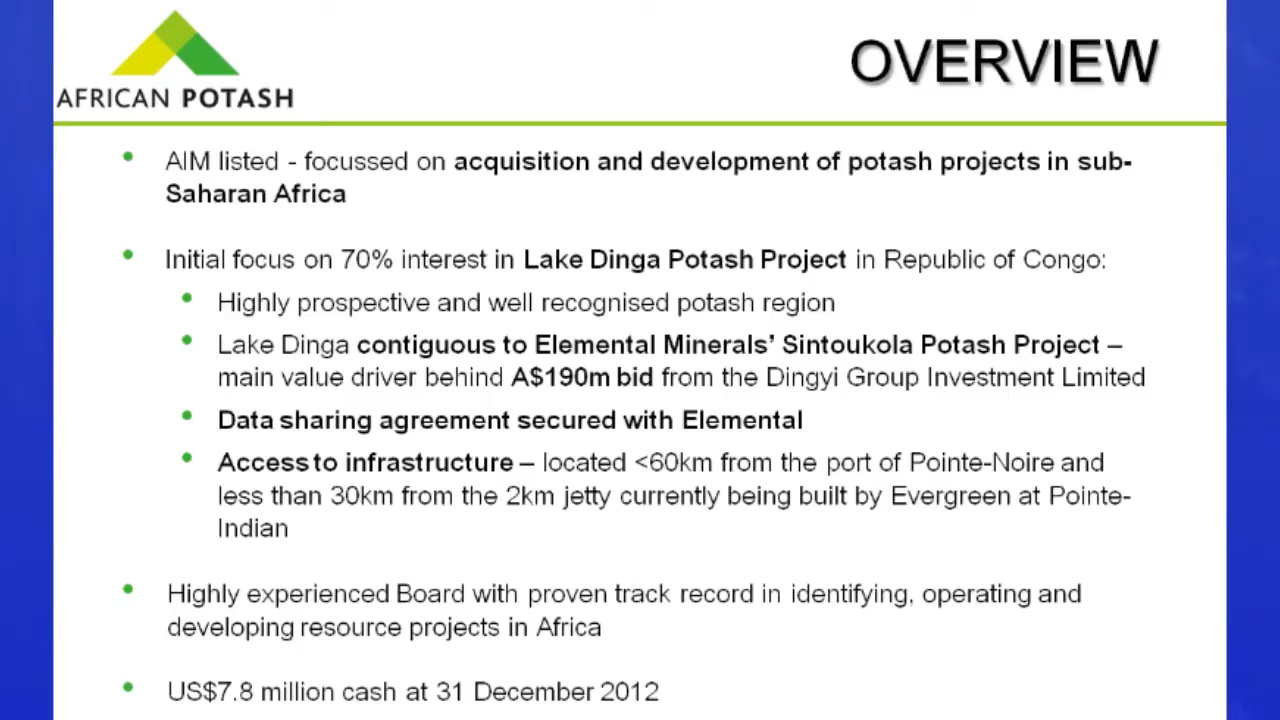 AFRICAN POTASH
OVERVIEW
• AIM listed - focussed on acquisition and development of potash projects in sub-
Saharan Africa
• Initial focus on 70% interest in Lake Dinga Potash Project in Republic of Congo:
• Highly prospective and well recognised potash region
• Lake Dinga contiguous to Elemental Minerals’ Sintoukola Potash Project –
main value driver behind A$190m bid from the Dingyi Group Investment Limited
• Data sharing agreement secured with Elemental
• Access to infrastructure – located <60km from the port of Pointe-Noire and
less than 30km from the 2km jetty currently being built by Evergreen at Pointe-
Indian
• Highly experienced Board with proven track record in identifying, operating and
developing resource projects in Africa
• US$7.8 million cash at 31 December 2012